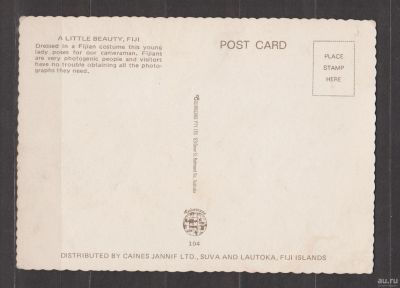 A LITTLE BEAUTY, FIJI
Dressed in a Fijian costume this young
lady poses for our cameraman. Fijians
are very photogenic people and visitors
have no trouble obtaining all the photo-
graphs they need.
POST CARD
PLACE
STAMP
HERE
104
DISTRIBUTED BY CAINES JANNIF LTD., SUVA AND LAUTOKA, FIJI ISLANDS
au.ru